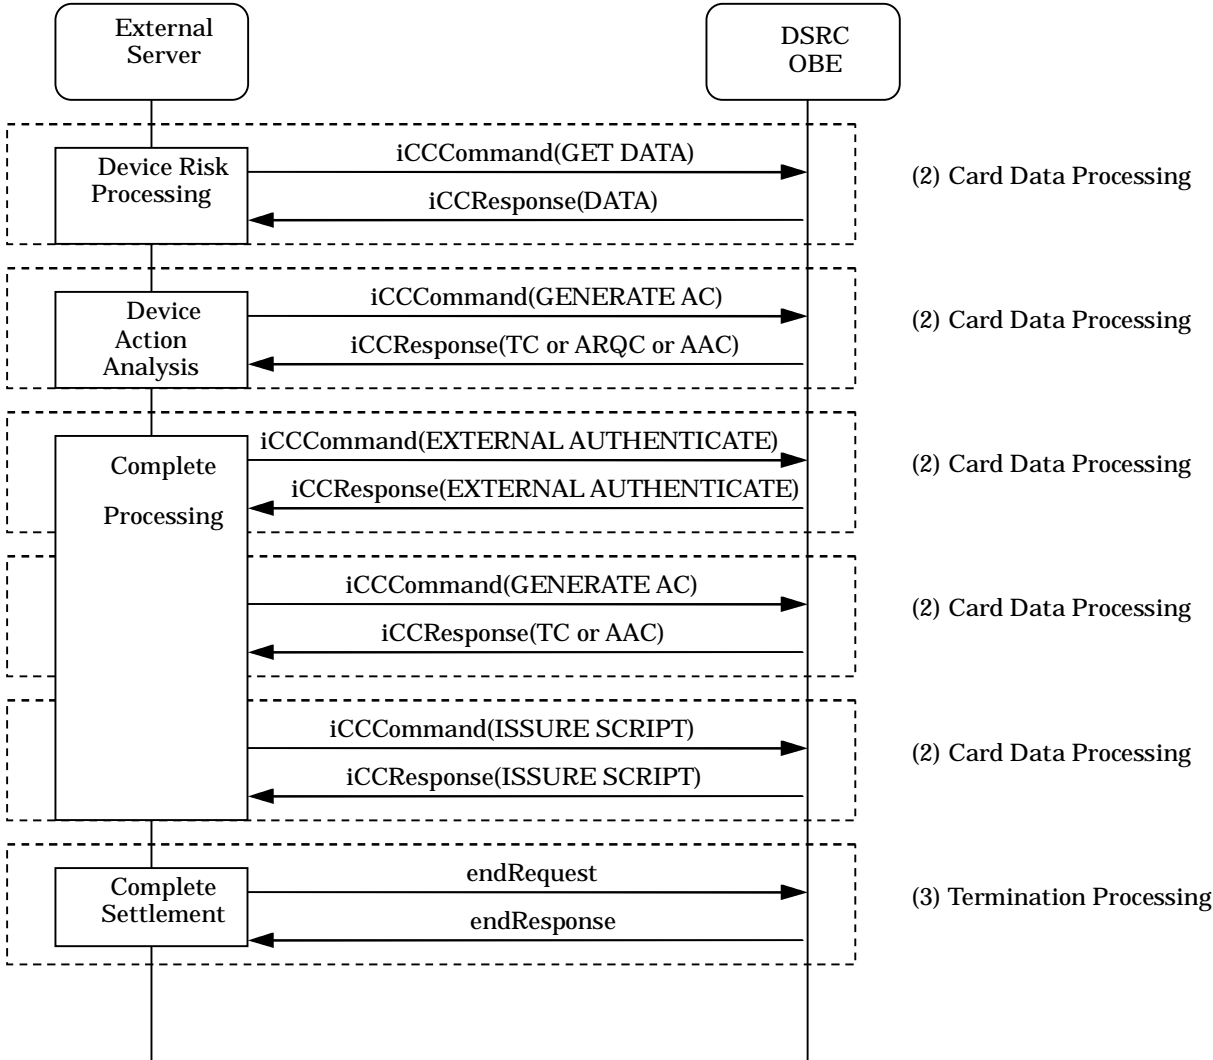 External
Server
DSRC
OBE
Device Risk
Processing
iCCCommand(GET DATA)
iCCResponse(DATA)
(2) Card Data Processing
Device
Action
Analysis
iCCCommand(GENERATE AC)
iCCResponse(TC or ARQC or AAC)
(2) Card Data Processing
Complete
Processing
iCCCommand(EXTERNAL AUTHENTICATE)
iCCResponse(EXTERNAL AUTHENTICATE)
(2) Card Data Processing
iCCCommand(GENERATE AC)
iCCResponse(TC or AAC)
(2) Card Data Processing
iCCCommand(ISSURE SCRIPT)
iCCResponse(ISSURE SCRIPT)
(2) Card Data Processing
Complete
Settlement
endRequest
endResponse
(3) Termination Processing